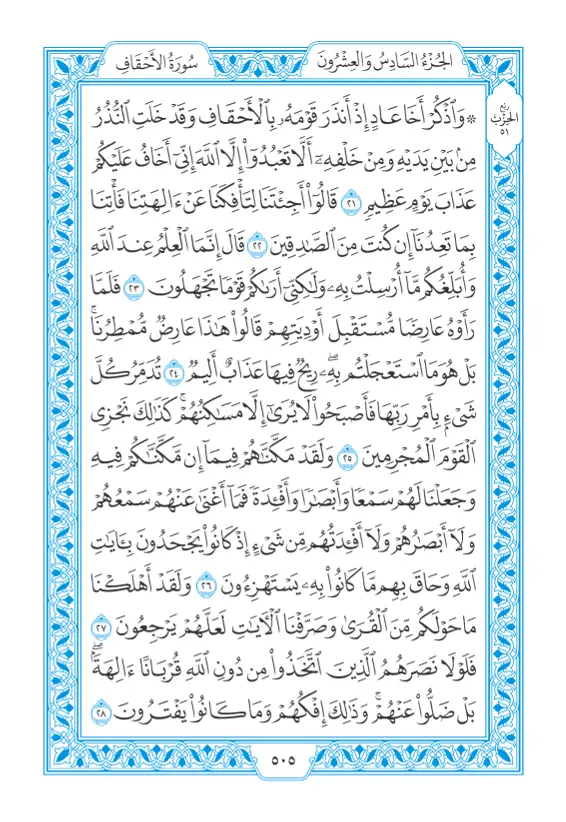 الجُزْءُ السَّادِسُ وَالعِشْرُونَ
سُورَةُ الأَحْقَافِ
۞ وَٱذۡكُرۡ أَخَا عَادٍ إِذۡ أَنذَرَ قَوۡمَهُۥ بِٱلۡأَحۡقَافِ وَقَدۡ خَلَتِ ٱلنُّذُرُ
مِنۢ بَيۡنِ يَدَيۡهِ وَمِنۡ خَلۡفِهِۦٓ أَلَّا تَعۡبُدُوٓاْ إِلَّا ٱللَّهَ إِنِّيٓ أَخَافُ عَلَيۡكُمۡ
عَذَابَ يَوۡمٍ عَظِيمٖ ٢١ قَالُوٓاْ أَجِئۡتَنَا لِتَأۡفِكَنَا عَنۡ ءَالِهَتِنَا فَأۡتِنَا
بِمَا تَعِدُنَآ إِن كُنتَ مِنَ ٱلصَّٰدِقِينَ ٢٢ قَالَ إِنَّمَا ٱلۡعِلۡمُ عِندَ ٱللَّهِ
وَأُبَلِّغُكُم مَّآ أُرۡسِلۡتُ بِهِۦ وَلَٰكِنِّيٓ أَرَىٰكُمۡ قَوۡمٗا تَجۡهَلُونَ ٢٣ فَلَمَّا
رَأَوۡهُ عَارِضٗا مُّسۡتَقۡبِلَ أَوۡدِيَتِهِمۡ قَالُواْ هَٰذَا عَارِضٞ مُّمۡطِرُنَاۚ
بَلۡ هُوَ مَا ٱسۡتَعۡجَلۡتُم بِهِۦۖ رِيحٞ فِيهَا عَذَابٌ أَلِيمٞ ٢٤ تُدَمِّرُ كُلَّ
شَيۡءِۭ بِأَمۡرِ رَبِّهَا فَأَصۡبَحُواْ لَا يُرَىٰٓ إِلَّا مَسَٰكِنُهُمۡۚ كَذَٰلِكَ نَجۡزِي
ٱلۡقَوۡمَ ٱلۡمُجۡرِمِينَ ٢٥ وَلَقَدۡ مَكَّنَّٰهُمۡ فِيمَآ إِن مَّكَّنَّٰكُمۡ فِيهِ
وَجَعَلۡنَا لَهُمۡ سَمۡعٗا وَأَبۡصَٰرٗا وَأَفۡـِٔدَةٗ فَمَآ أَغۡنَىٰ عَنۡهُمۡ سَمۡعُهُمۡ
وَلَآ أَبۡصَٰرُهُمۡ وَلَآ أَفۡـِٔدَتُهُم مِّن شَيۡءٍ إِذۡ كَانُواْ يَجۡحَدُونَ بِـَٔايَٰتِ
ٱللَّهِ وَحَاقَ بِهِم مَّا كَانُواْ بِهِۦ يَسۡتَهۡزِءُونَ ٢٦ وَلَقَدۡ أَهۡلَكۡنَا
مَا حَوۡلَكُم مِّنَ ٱلۡقُرَىٰ وَصَرَّفۡنَا ٱلۡأٓيَٰتِ لَعَلَّهُمۡ يَرۡجِعُونَ ٢٧
فَلَوۡلَا نَصَرَهُمُ ٱلَّذِينَ ٱتَّخَذُواْ مِن دُونِ ٱللَّهِ قُرۡبَانًا ءَالِهَةَۢۖ
بَلۡ ضَلُّواْ عَنۡهُمۡۚ وَذَٰلِكَ إِفۡكُهُمۡ وَمَا كَانُواْ يَفۡتَرُونَ ٢٨
ربع
الحزب
٥١
٥٠٥